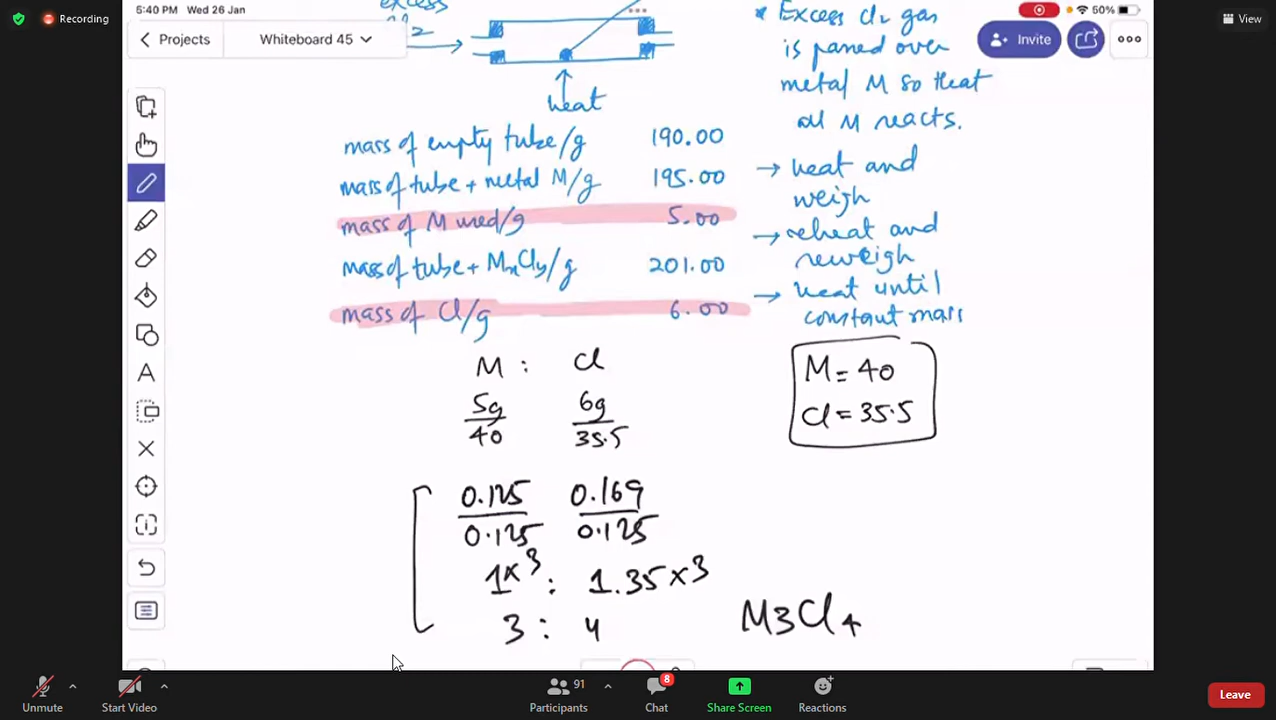 Recording
5:40 PM Wed 26 Jan
50%
View
Projects
Whiteboard 45
Invite
excess
2
heat
* Excess Cl2 gas
is passed over
metal M so that
all M reacts.
→ heat and
weigh
→ reheat and
reweigh
→ heat until
constant mass
mass of empty tube/g 190.00
mass of tube + metal M/g 195.00
mass of M used/g 5.00
mass of tube + MxCly/g 201.00
mass of Cl/g 6.00
M : Cl
5g 6g
40 35.5
0.125 0.169
0.125 0.125
1×3 : 1.35×3
3 : 4
M3Cl4
M = 40
Cl = 35.5
Unmute
Start Video
91
Participants
8
Chat
Share Screen
Reactions
Leave